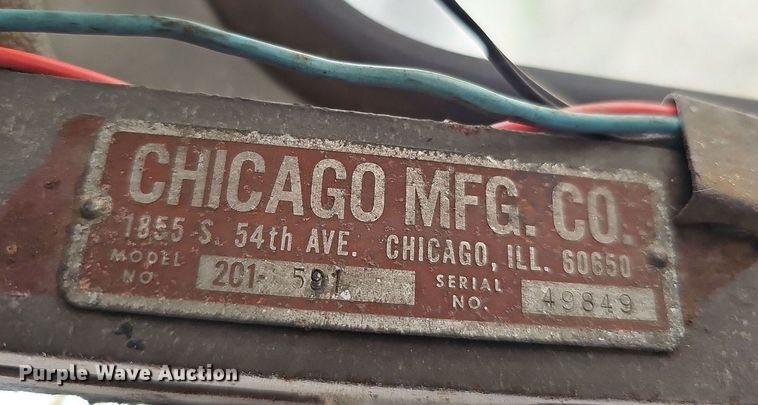 CHICAGO MFG. CO.
1855 S. 54th AVE. CHICAGO, ILL. 60650
MODEL NO. 201-591 SERIAL NO. 49849
Purple Wave Auction